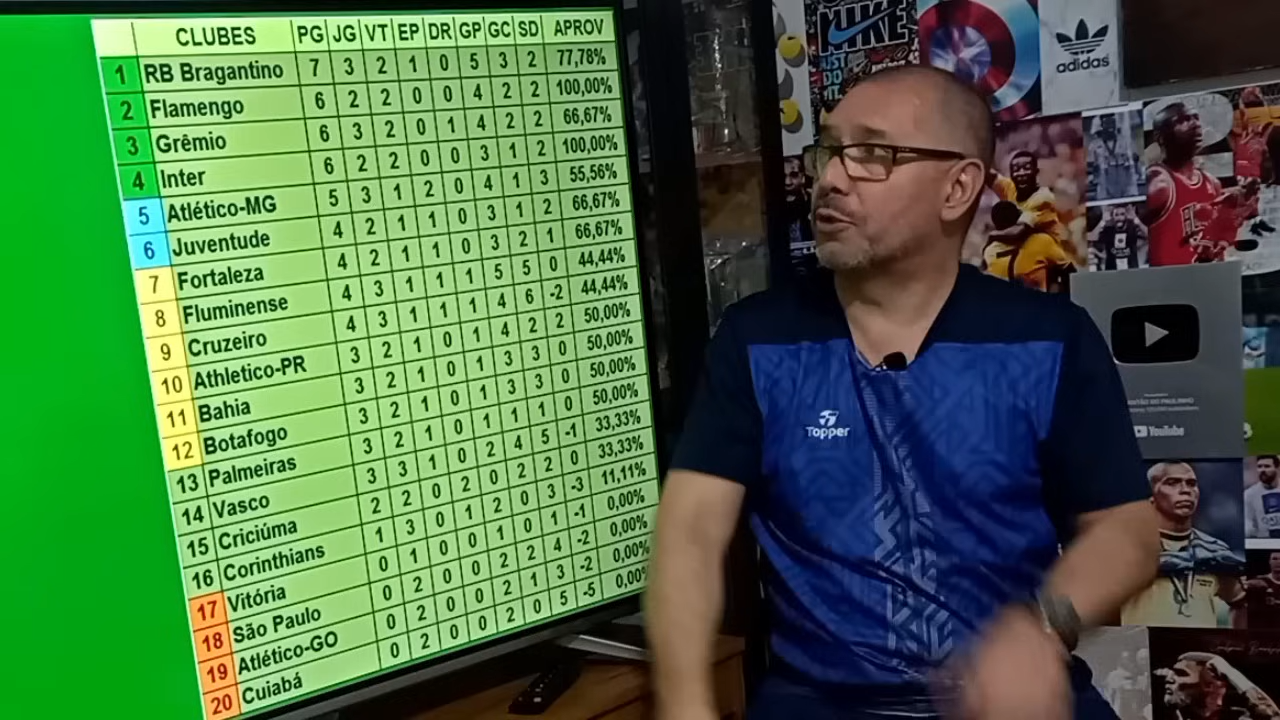 CLUBES PG JG VT EP DR GP GC SD APROV
1 RB Bragantino 7 3 2 1 0 5 3 2 77,78%
2 Flamengo 6 2 2 0 0 4 2 2 100,00%
3 Grêmio 6 3 2 0 1 4 2 2 66,67%
4 Inter 6 2 2 0 0 3 1 2 100,00%
5 Atlético-MG 5 3 1 2 0 4 1 3 55,56%
6 Juventude 4 2 1 1 0 3 1 2 66,67%
7 Fortaleza 4 2 1 1 0 3 2 1 66,67%
8 Fluminense 4 3 1 1 1 5 5 0 44,44%
9 Cruzeiro 4 3 1 1 1 4 6 -2 44,44%
10 Athletico-PR 3 2 1 0 1 4 2 2 50,00%
11 Bahia 3 2 1 0 1 3 3 0 50,00%
12 Botafogo 3 2 1 0 1 3 3 0 50,00%
13 Palmeiras 3 2 1 0 1 1 1 0 50,00%
14 Vasco 3 3 1 0 2 4 5 -1 33,33%
15 Criciúma 2 2 0 2 0 2 2 0 33,33%
16 Corinthians 1 3 0 1 2 0 3 -3 11,11%
17 Vitória 0 1 0 0 1 0 1 -1 0,00%
18 São Paulo 0 2 0 0 2 2 4 -2 0,00%
19 Atlético-GO 0 2 0 0 2 1 3 -2 0,00%
20 Cuiabá 0 2 0 0 2 0 5 -5 0,00%
NIKE
JUST
DO
IT.
adidas
Topper
YouTube